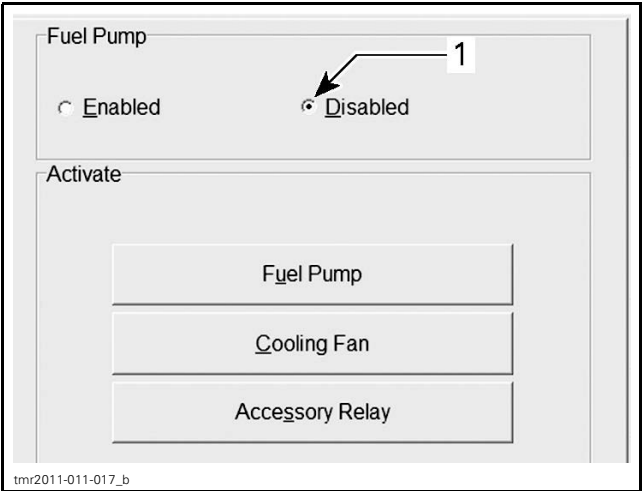 Fuel Pump
1
Enabled
Disabled
Activate
Fuel Pump
Cooling Fan
Accessory Relay
tmr2011-011-017_b